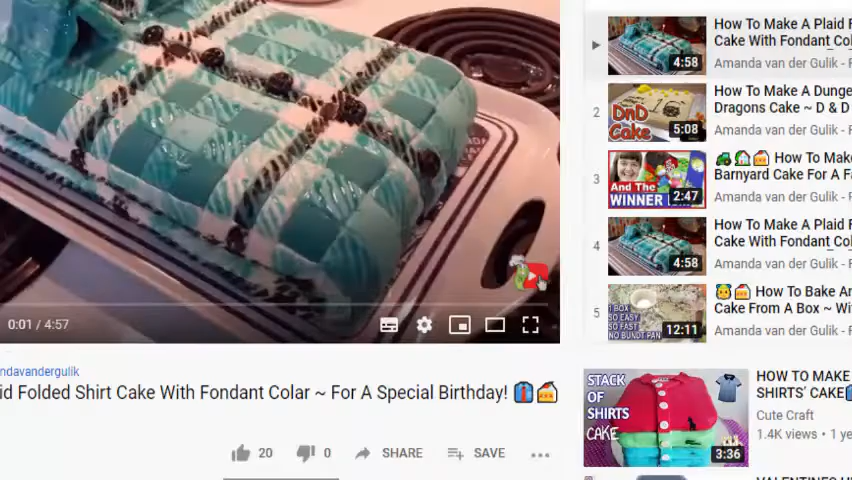 0:01 / 4:57
ndavandergulik
id Folded Shirt Cake With Fondant Colar ~ For A Special Birthday! 👔🍰
20
0
SHARE
SAVE
How To Make A Plaid F
Cake With Fondant Col
Amanda van der Gulik - F
4:58
2
How To Make A Dunge
Dragons Cake ~ D & D
Amanda van der Gulik - F
DnD
Cake
5:08
3
🚜🏠🍰 How To Make
Barnyard Cake For A Fa
Amanda van der Gulik - F
And The
WINNER
2:47
4
How To Make A Plaid F
Cake With Fondant Col
Amanda van der Gulik - F
4:58
5
How To Bake An
Cake From A Box ~ Wi
Amanda van der Gulik - F
1 BOX
SO EASY
SO FAST
NO BUNDT PAN
12:11
STACK
OF
SHIRTS
CAKE
3:36
HOW TO MAKE
SHIRTS' CAKE
Cute Craft
1.4K views • 1 ye